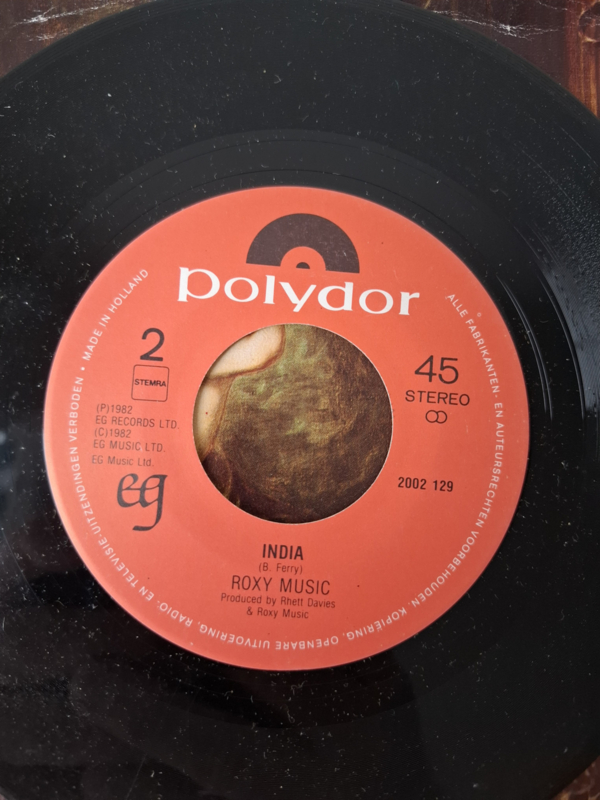 polydor
2
STEMRA
45
STEREO
(P)1982
EG RECORDS LTD.
(C)1982
EG MUSIC LTD.
EG Music Ltd.
eg
2002 129
INDIA
(B. Ferry)
ROXY MUSIC
Produced by Rhett Davies
& Roxy Music
ALLE FABRIKANTEN- EN AUTEURSRECHTEN VOORBEHOUDEN. KOPIËRING, OPENBARE UITVOERING, RADIO- EN TELEVISIE-UITZENDINGEN VERBODEN • MADE IN HOLLAND